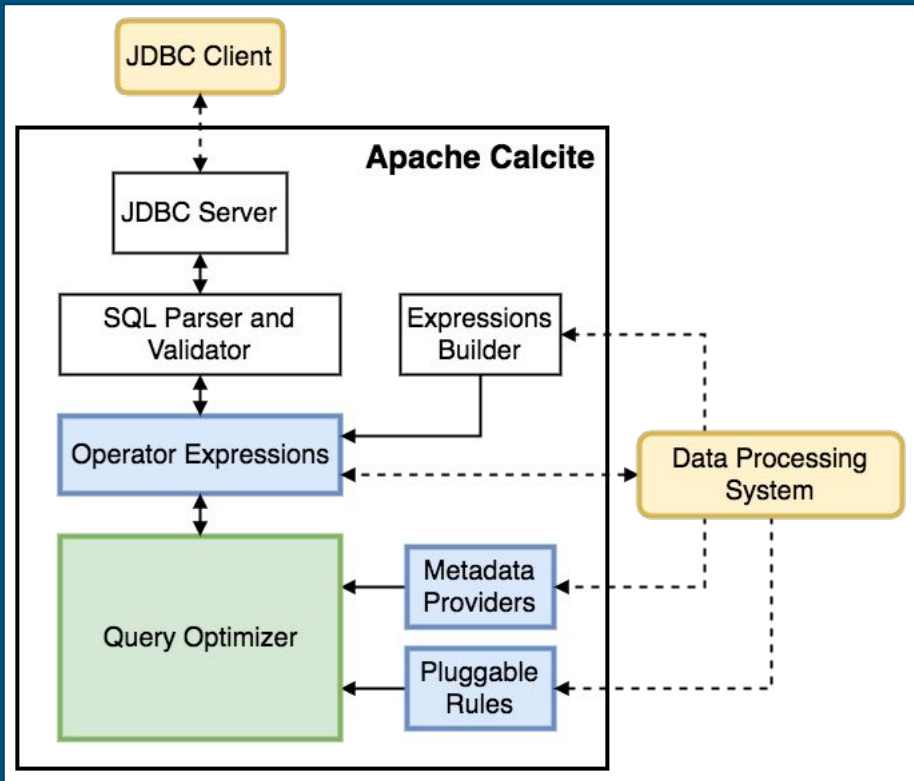 JDBC Client
Apache Calcite
JDBC Server
SQL Parser and
Validator
Expressions
Builder
Operator Expressions
Data Processing
System
Metadata
Providers
Query Optimizer
Pluggable
Rules